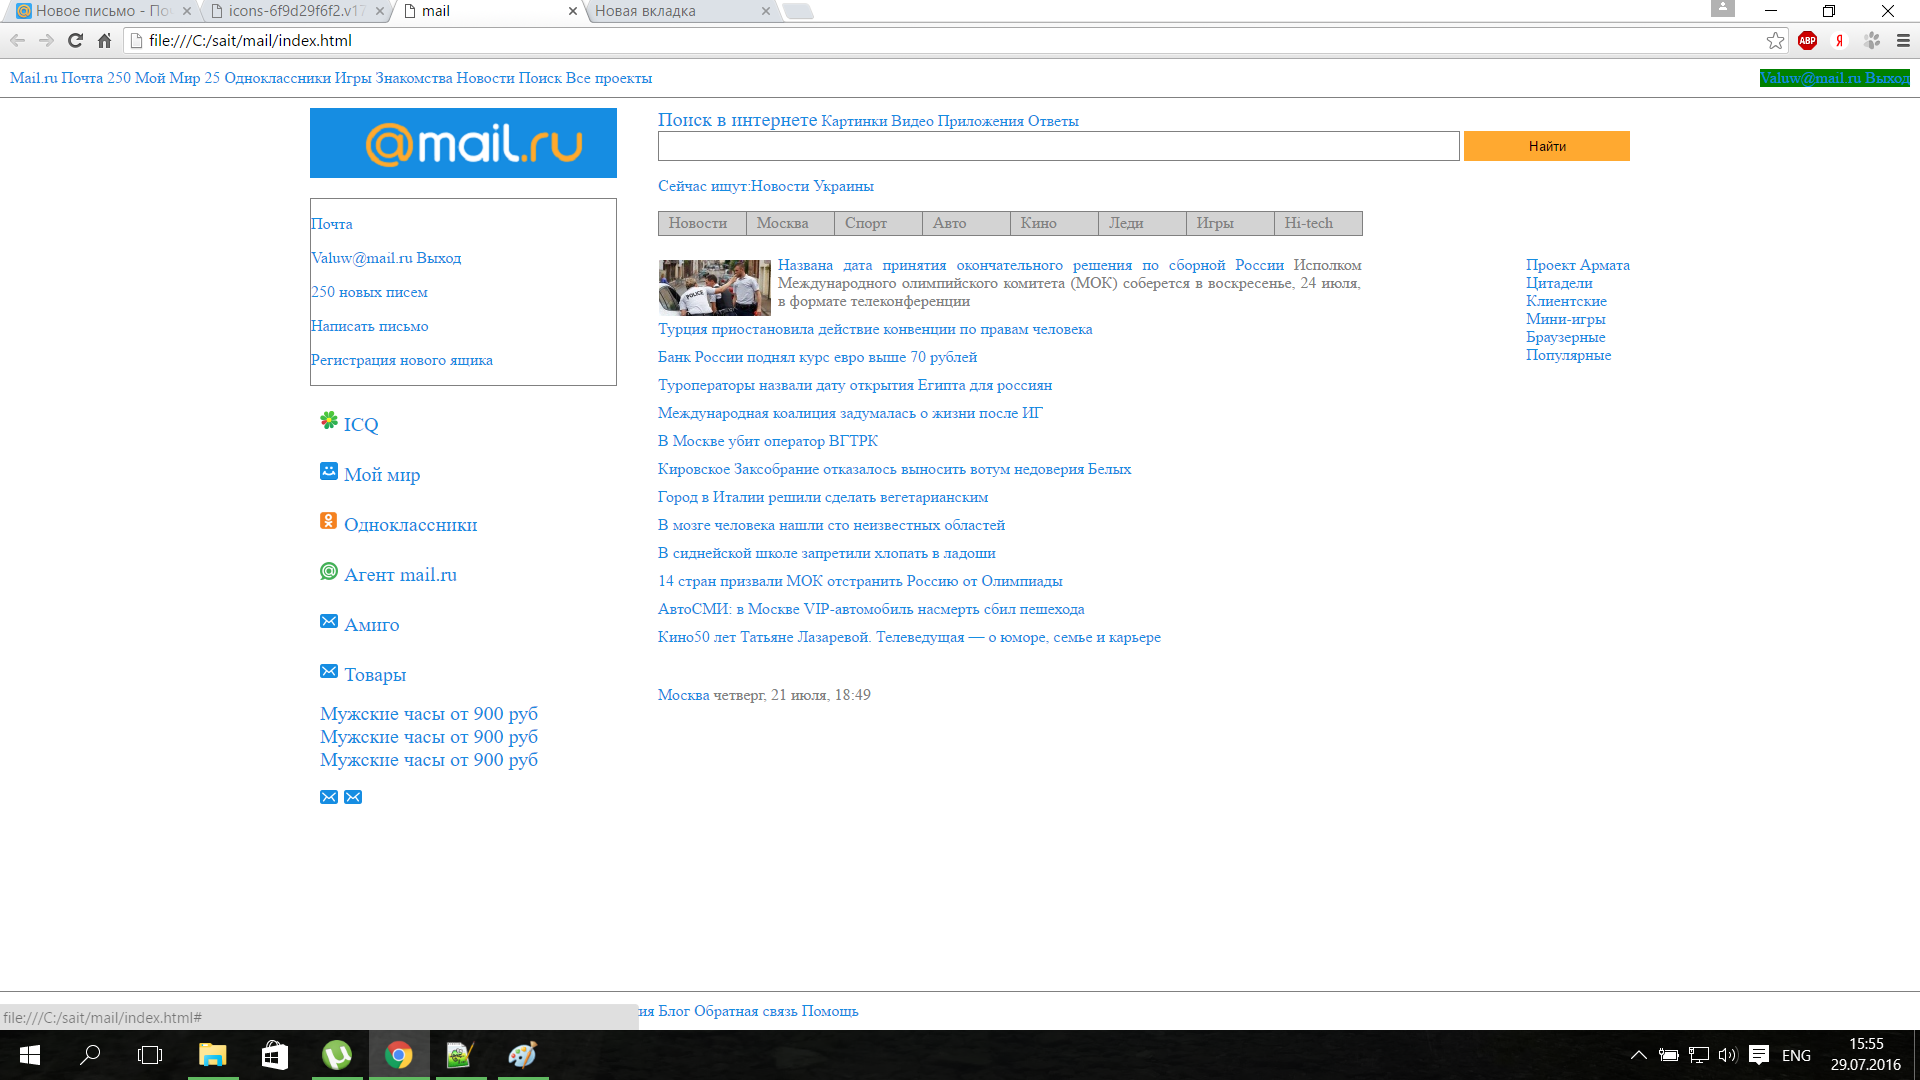 Новое письмо - По
icons-6f9d29f6f2.v17
mail
Новая вкладка
file:///C:/sait/mail/index.html
ABP
Я
Mail.ru Почта 250 Мой Мир 25 Одноклассники Игры Знакомства Новости Поиск Все проекты
Valuw@mail.ru Выход
@mail.ru
Почта
Valuw@mail.ru Выход
250 новых писем
Написать письмо
Регистрация нового яшика
ICQ
Мой мир
Одноклассники
Агент mail.ru
Амиго
Товары
Мужские часы от 900 руб
Мужские часы от 900 руб
Мужские часы от 900 руб
Поиск в интернете Картинки Видео Приложения Ответы
Найти
Сейчас ищут:Новости Украины
Новости Москва Спорт Авто Кино Леди Игры Hi-tech
POLICE
Названа дата принятия окончательного решения по сборной России Исполком
Международного олимпийского комитета (МОК) соберется в воскресенье, 24 июля,
в формате телеконференции
Турция приостановила действие конвенции по правам человека
Банк России поднял курс евро выше 70 рублей
Туроператоры назвали дату открытия Египта для россиян
Международная коалиция задумалась о жизни после ИГ
В Москве убит оператор ВГТРК
Кировское Заксобрание отказалось выносить вотум недоверия Белых
Город в Италии решили сделать вегетарианским
В мозге человека нашли сто неизвестных областей
В сиднейской школе запретили хлопать в ладоши
14 стран призвали МОК отстранить Россию от Олимпиады
АвтоСМИ: в Москве VIP-автомобиль насмерть сбил пешехода
Кино50 лет Татьяне Лазаревой. Телеведущая — о юморе, семье и карьере
Москва четверг, 21 июля, 18:49
Проект Армата
Цитадели
Клиентские
Мини-игры
Браузерные
Популярные
ия Блог Обратная связь Помощь
file:///C:/sait/mail/index.html#
ENG
15:55
29.07.2016